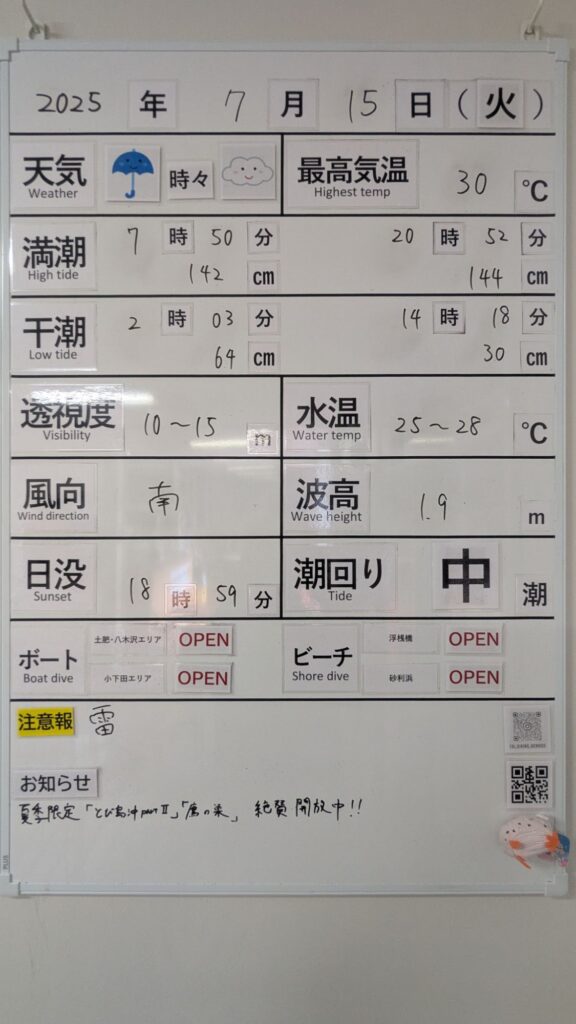 2025 年 7 月 15 日 (火)
天気 時々 最高気温 30 °C
Weather Highest temp
満潮 7 時 50 分 20 時 52 分
High tide 142 cm 144 cm
干潮 2 時 03 分 14 時 18 分
Low tide 64 cm 30 cm
透視度 10～15 m 水温 25～28 °C
Visibility Water temp
風向 南 波高 1.9 m
Wind direction Wave height
日没 18 時 59 分 潮回り 中 潮
Sunset Tide
ボート 土肥・八木沢エリア OPEN ビーチ 浮桟橋 OPEN
Boat dive 小下田エリア OPEN Shore dive 砂利浜 OPEN
注意報 雷
お知らせ
夏季限定「とび島沖partⅡ」「の根」絶賛開放中!!
PLUS